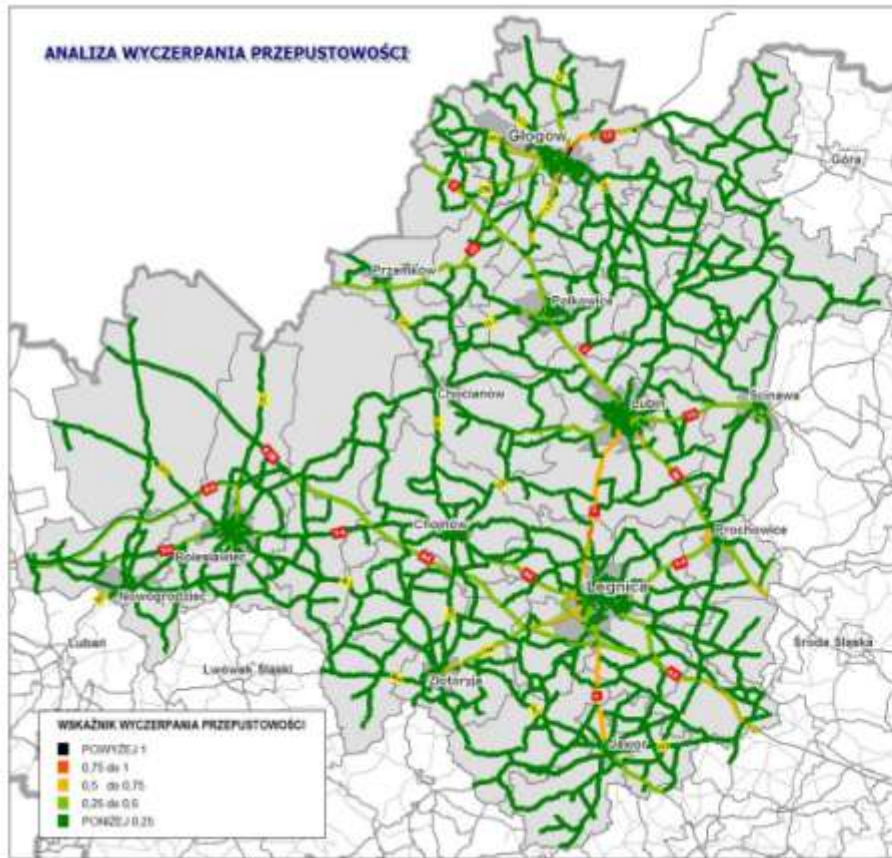 ANALIZA WYCZERPANIA PRZEPUSTOWOŚCI
Głogów
Góra
Przemków
Polkowice
Chocianów
Lubin
Ścinawa
Chojnów
Prochowice
Bolesławiec
Legnica
Nowogrodziec
Lubań
Lwówek Śląski
Środa Śląska
Złotoryja
Jawor
WSKAŹNIK WYCZERPANIA PRZEPUSTOWOŚCI
POWYŻEJ 1
0,75 do 1
0,5 do 0,75
0,25 do 0,5
PONIŻEJ 0,25